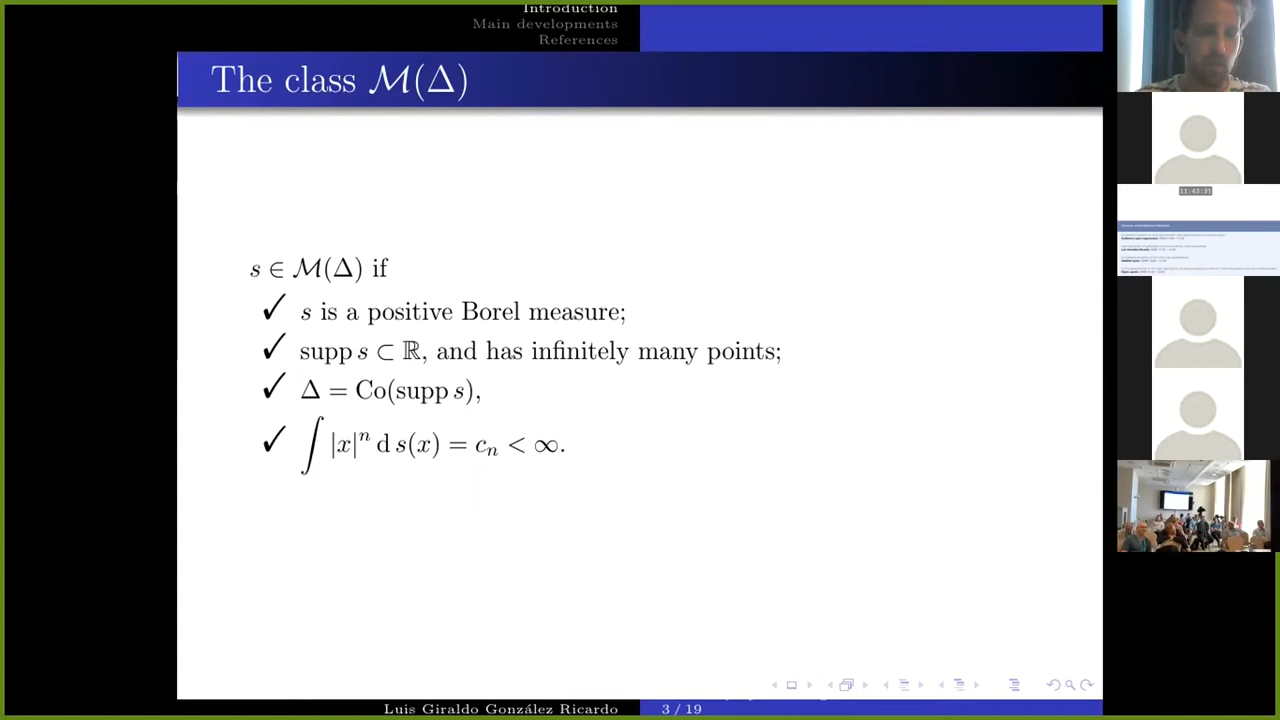 Introduction
Main developments
References
The class ℳ(Δ)
s ∈ ℳ(Δ) if
✓ s is a positive Borel measure;
✓ supp s ⊂ ℝ, and has infinitely many points;
✓ Δ = Co(supp s),
✓ ∫ |x|ⁿ d s(x) = cₙ < ∞.
Luis Giraldo González Ricardo
3 / 19